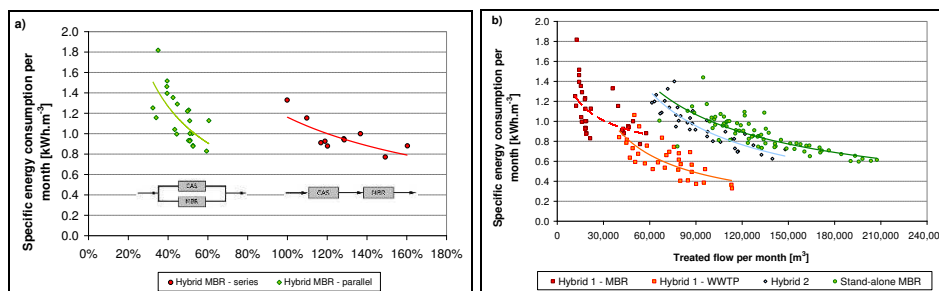 a)
Specific energy consumption per month [kWh.m-3]
2.0
1.8
1.6
1.4
1.2
1.0
0.8
0.6
0.4
0.2
0.0
CAS
MBR
CAS
MBR
0%
20%
40%
60%
80%
100%
120%
140%
160%
Hybrid MBR - series
Hybrid MBR - parallel
b)
Specific energy consumption per month [kWh.m-3]
2.0
1.8
1.6
1.4
1.2
1.0
0.8
0.6
0.4
0.2
0.0
0
30,000
60,000
90,000
120,000
150,000
180,000
210,000
Treated flow per month [m3]
Hybrid 1 - MBR
Hybrid 1 - WWTP
Hybrid 2
Stand-alone MBR